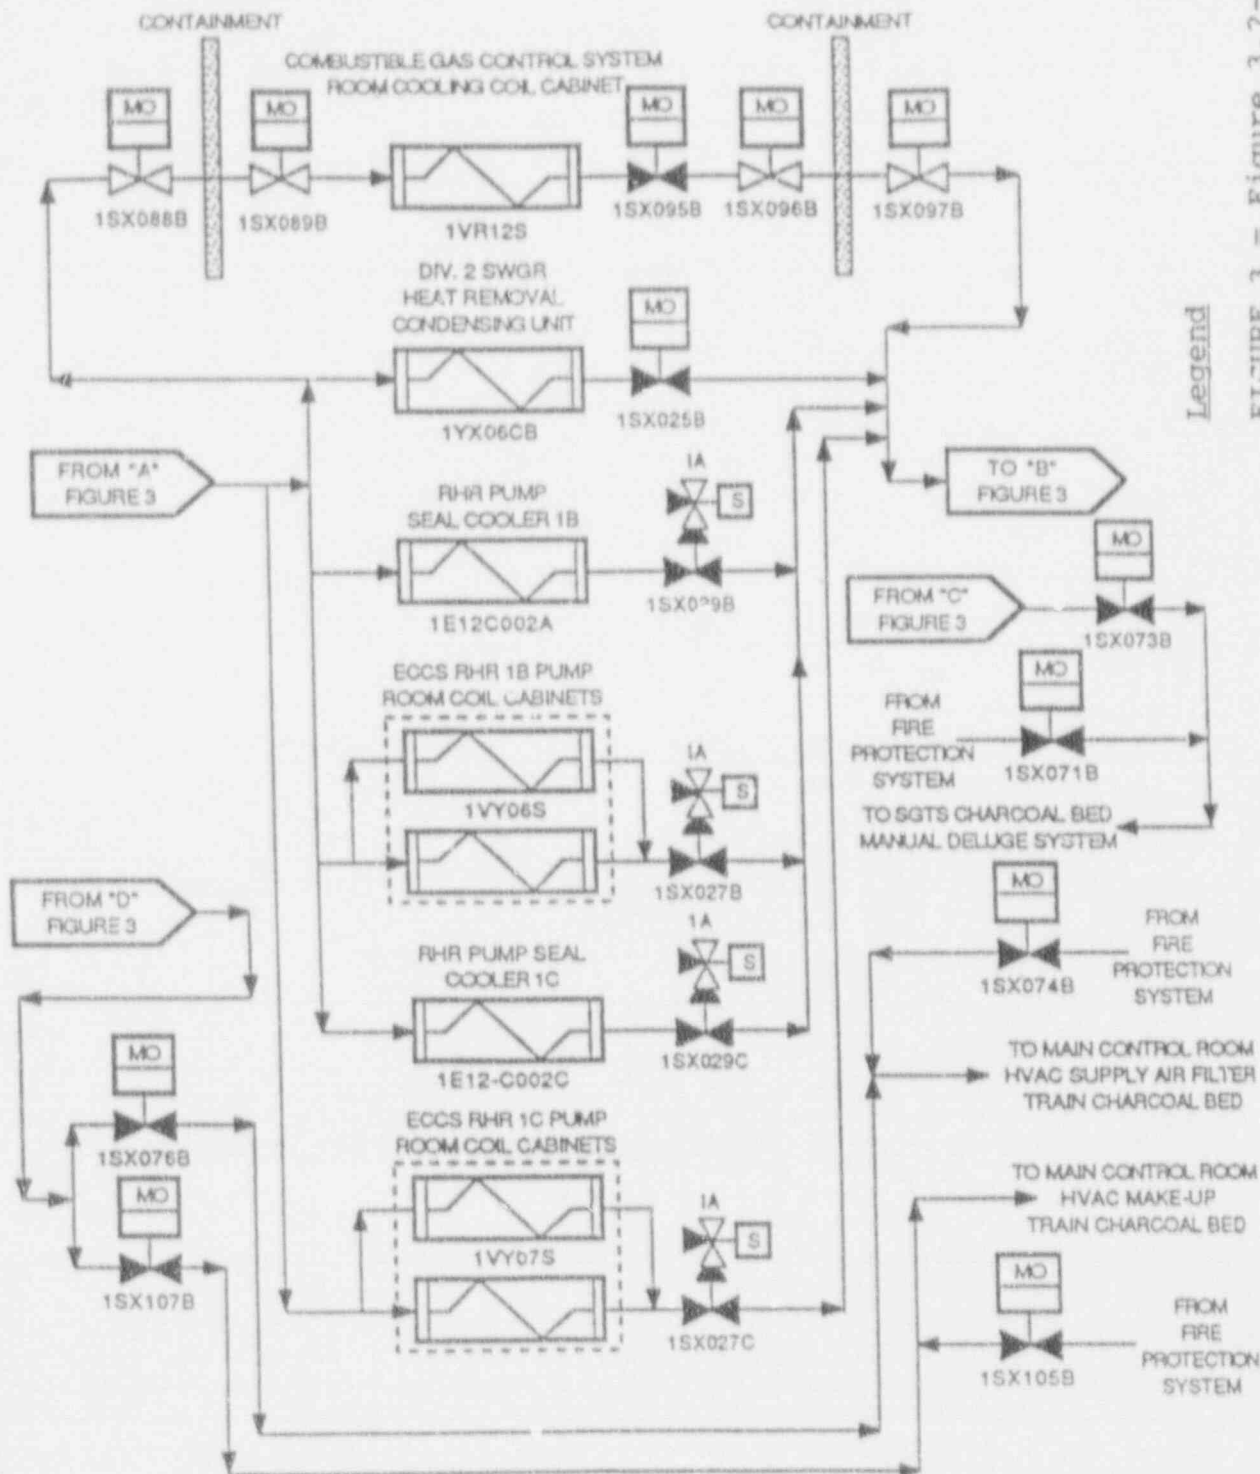 CONTAINMENT
CONTAINMENT
COMBUSTIBLE GAS CONTROL SYSTEM
ROOM COOLING COIL CABINET
MO
MO
MO
MO
MO
1SX088B
1SX089B
1VR12S
1SX095B
1SX096B
1SX097B
DIV. 2 SWGR
HEAT REMOVAL
CONDENSING UNIT
MO
1YX06CB
1SX025B
Legend
FROM "A"
FIGURE 3
TO "B"
FIGURE 3
RHR PUMP
SEAL COOLER 1B
IA
S
1E12C002A
MO
FROM "C"
FIGURE 3
1SX073B
ECCS RHR 1B PUMP
ROOM COIL CABINETS
1VY06S
IA
S
1SX027B
MO
FROM
FIRE
PROTECTION
SYSTEM
1SX071B
TO SGTS CHARCOAL BED
MANUAL DELUGE SYSTEM
FROM "D"
FIGURE 3
RHR PUMP SEAL
COOLER 1C
1A
S
1E12-C002C
1SX029C
MO
1SX074B
FROM
FIRE
PROTECTION
SYSTEM
TO MAIN CONTROL ROOM
HVAC SUPPLY AIR FILTER
TRAIN CHARCOAL BED
MO
1SX076B
MO
1SX107B
ECCS RHR 1C PUMP
ROOM COIL CABINETS
1VY07S
IA
S
1SX027C
TO MAIN CONTROL ROOM
HVAC MAKE-UP
TRAIN CHARCOAL BED
MO
1SX105B
FROM
FIRE
PROTECTION
SYSTEM